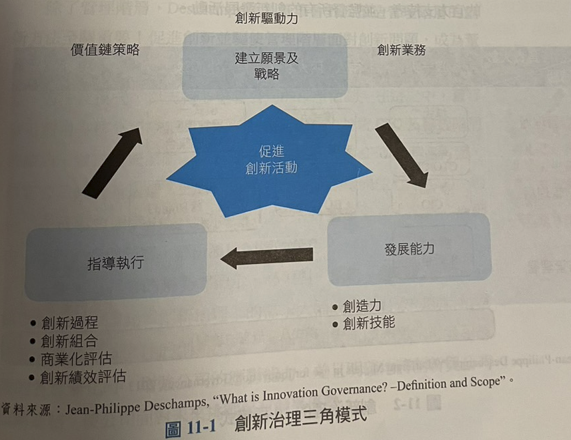 創新驅動力
價值鏈策略
建立願景及
戰略
創新業務
促進
創新活動
指導執行
發展能力
• 創新過程
• 創新組合
• 商業化評估
• 創新績效評估
• 創造力
• 創新技能
資料來源：Jean-Philippe Deschamps, “What is Innovation Governance? –Definition and Scope”。
圖 11-1 創新治理三角模式